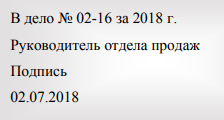 В дело № 02-16 за 2018 г.
Руководитель отдела продаж
Подпись
02.07.2018